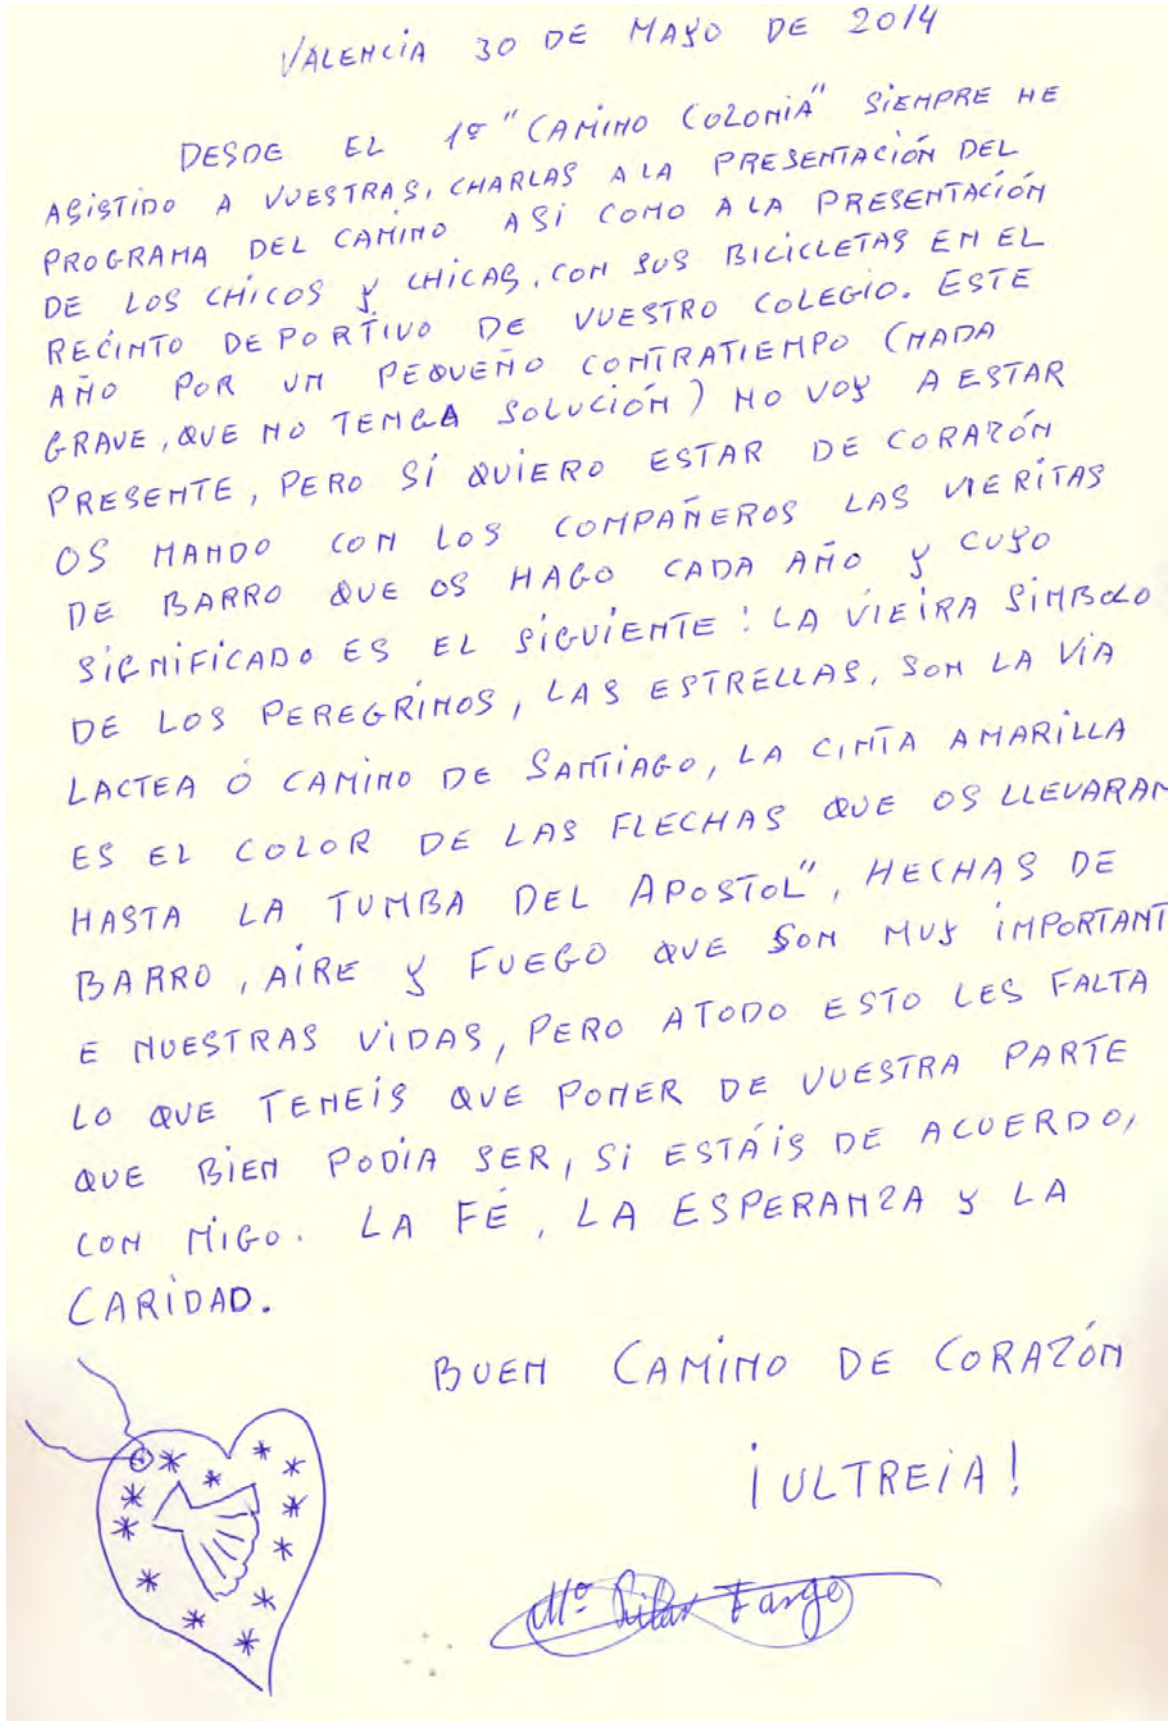 VALENCIA 30 DE MAYO DE 2014
DESDE EL 1º "CAMINO COLONIA" SIEMPRE HE
ASISTIDO A VUESTRAS, CHARLAS A LA PRESENTACIÓN DEL
PROGRAMA DEL CAMINO ASI COMO A LA PRESENTACIÓN
DE LOS CHICOS Y CHICAS, CON SUS BICICLETAS EN EL
RECINTO DEPORTIVO DE VUESTRO COLEGIO. ESTE
AÑO POR UN PEQUEÑO CONTRATIEMPO (NADA
GRAVE, QUE NO TENGA SOLUCIÓN) NO VOY A ESTAR
PRESENTE, PERO SÍ QUIERO ESTAR DE CORAZÓN
OS MANDO CON LOS COMPAÑEROS LAS VIERITAS
DE BARRO QUE OS HAGO CADA AÑO Y CUYO
SIGNIFICADO ES EL SIGUIENTE: LA VIEIRA SIMBOLO
DE LOS PEREGRINOS, LAS ESTRELLAS, SON LA VIA
LACTEA Ó CAMINO DE SANTIAGO, LA CINTA AMARILLA
ES EL COLOR DE LAS FLECHAS QUE OS LLEVARAN
HASTA LA TUMBA DEL APOSTOL", HECHAS DE
BARRO, AIRE Y FUEGO QUE SON MUY IMPORTANT
E NUESTRAS VIDAS, PERO A TODO ESTO LES FALTA
LO QUE TENEIS QUE PONER DE VUESTRA PARTE
QUE BIEN PODIA SER, SI ESTÁIS DE ACUERDO,
CON MIGO. LA FÉ, LA ESPERANZA Y LA
CARIDAD.
BUEN CAMINO DE CORAZÓN
¡ULTREIA!
Mª Pilar Fargo